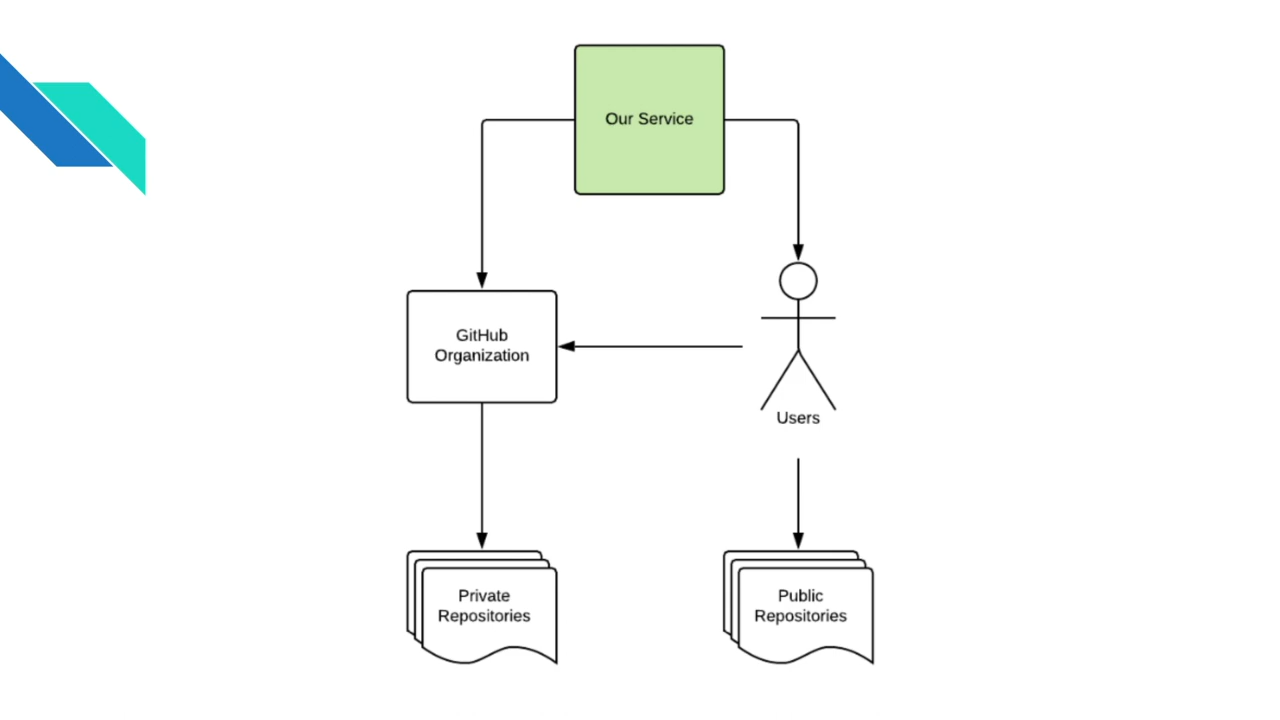 Our Service
GitHub
Organization
Users
Private
Repositories
Public
Repositories